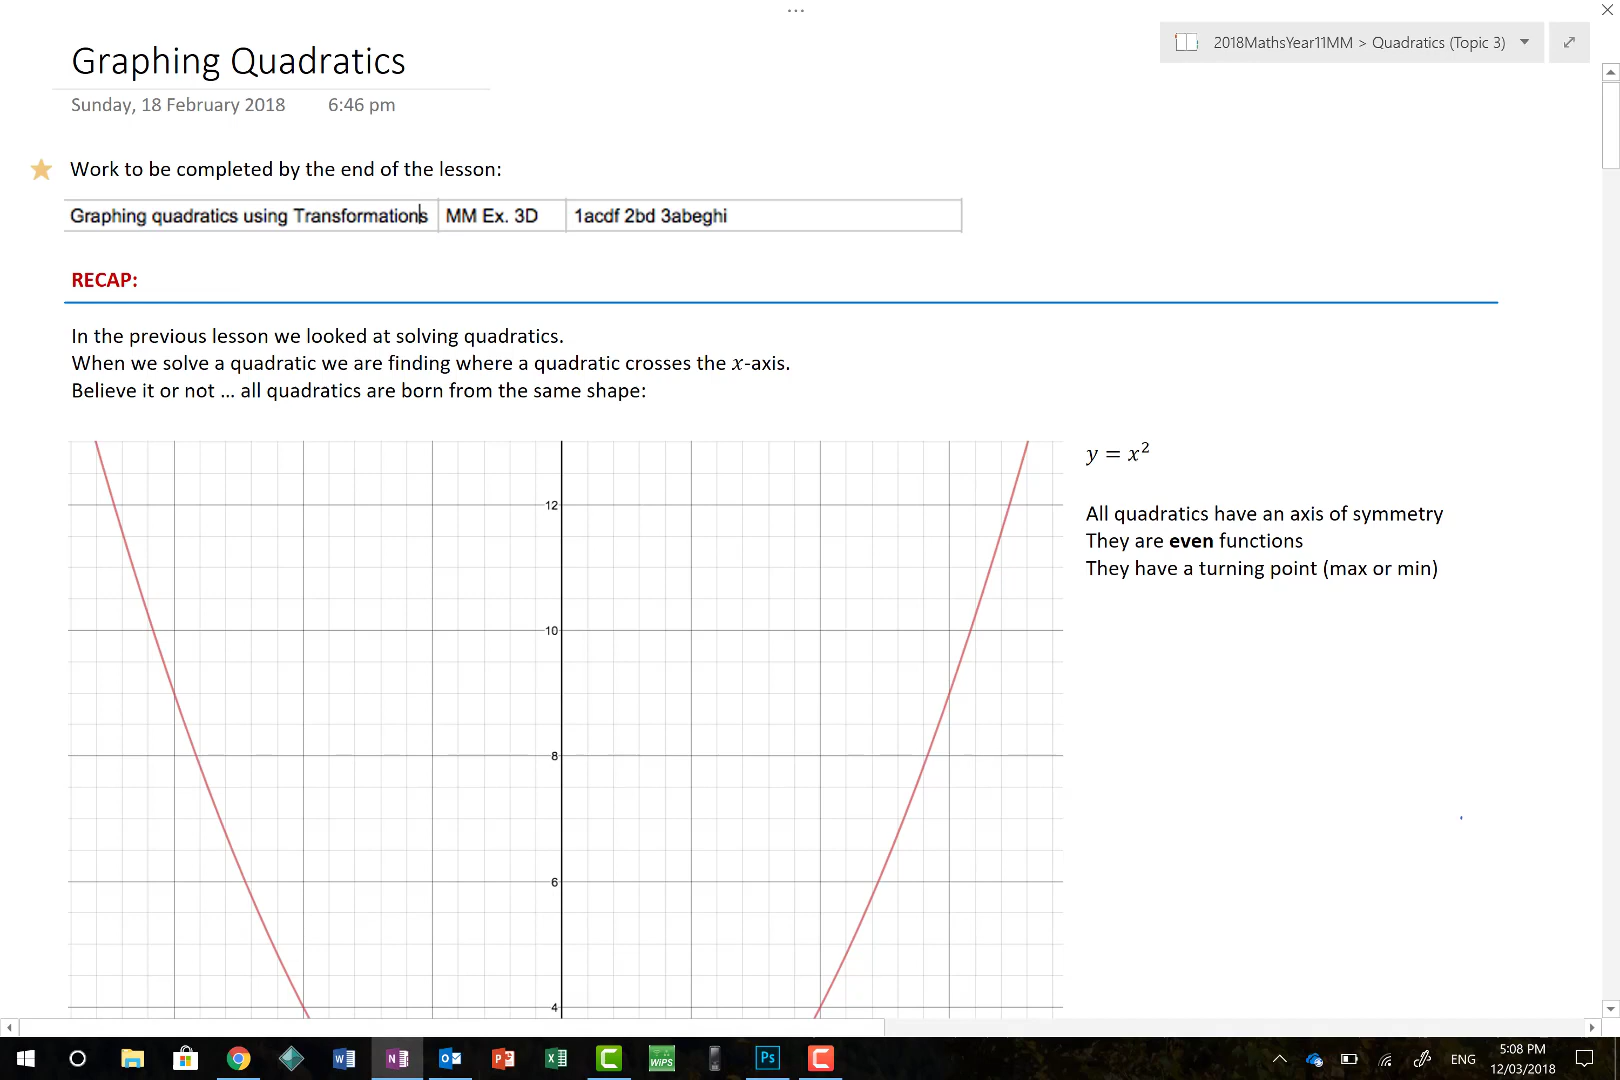 Graphing Quadratics
2018MathsYear11MM > Quadratics (Topic 3)
Sunday, 18 February 2018 6:46 pm
Work to be completed by the end of the lesson:
Graphing quadratics using Transformations MM Ex. 3D 1acdf 2bd 3abeghi
RECAP:
In the previous lesson we looked at solving quadratics.
When we solve a quadratic we are finding where a quadratic crosses the x-axis.
Believe it or not ... all quadratics are born from the same shape:
y = x²
All quadratics have an axis of symmetry
They are even functions
They have a turning point (max or min)
12
10
8
6
4
WiPS
Ps
ENG
5:08 PM
12/03/2018